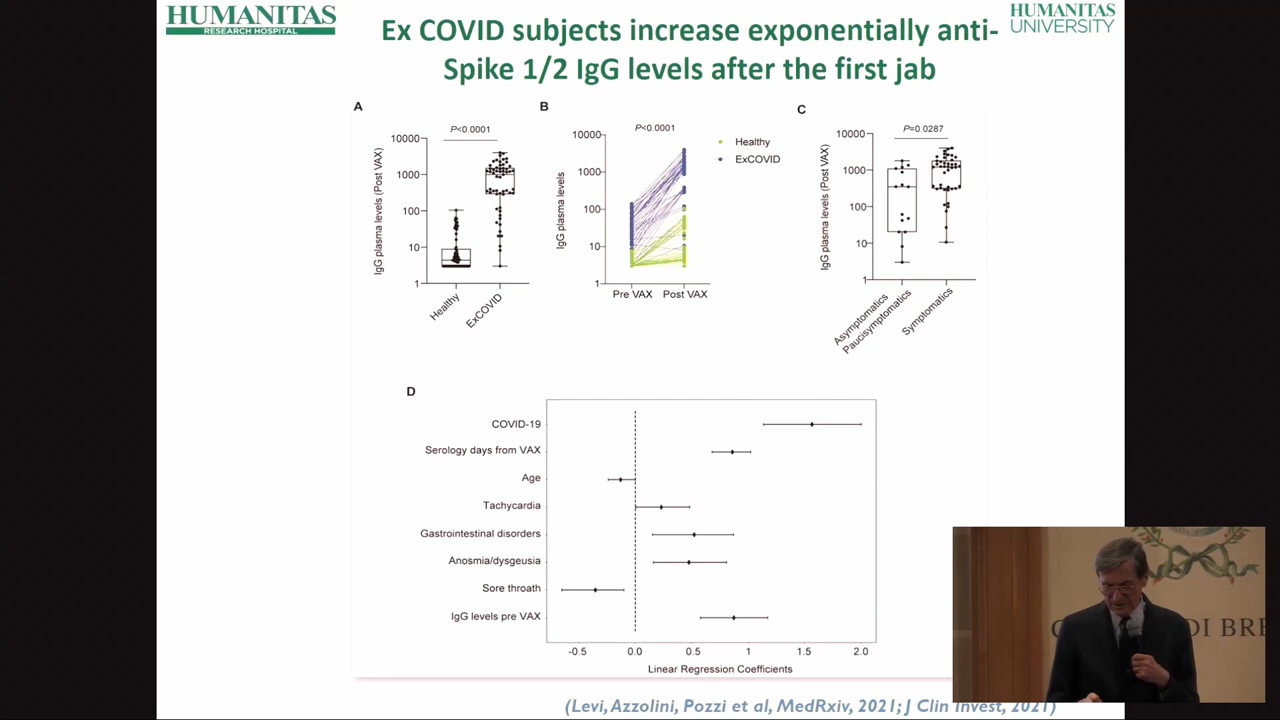 HUMANITAS
RESEARCH HOSPITAL
Ex COVID subjects increase exponentially anti-
Spike 1/2 IgG levels after the first jab
HUMANITAS
UNIVERSITY
A
P<0.0001
IgG plasma levels (Post VAX)
10000
1000
100
10
1
Healthy
ExCOVID
B
P<0.0001
IgG plasma levels
10000
1000
100
10
1
Pre VAX
Post VAX
Healthy
ExCOVID
C
P=0.0287
IgG plasma levels (Post VAX)
10000
1000
100
10
1
Asymptomatics
Paucisymptomatics
Symptomatics
D
COVID-19
Serology days from VAX
Age
Tachycardia
Gastrointestinal disorders
Anosmia/dysgeusia
Sore throath
IgG levels pre VAX
-0.5 0.0 0.5 1.0 1.5 2.0
Linear Regression Coefficients
DI BRE
(Levi, Azzolini, Pozzi et al, MedRxiv, 2021; J Clin Invest, 2021)